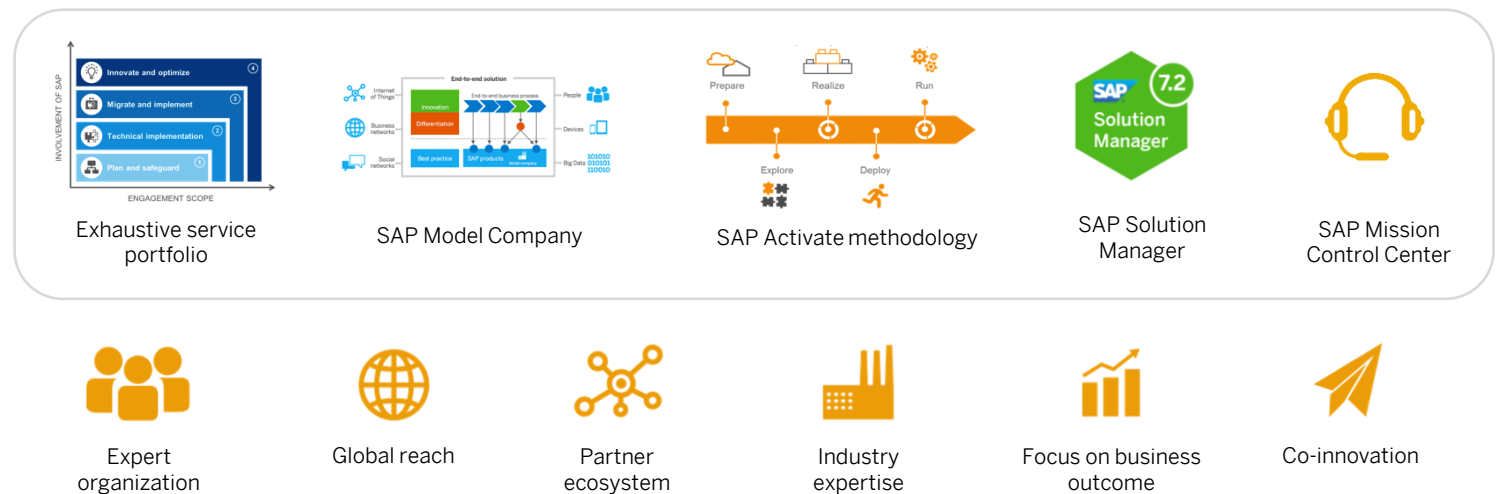 INVOLVEMENT OF SAP
Innovate and optimize
4
Migrate and implement
3
Technical implementation
2
Plan and safeguard
1
ENGAGEMENT SCOPE
Exhaustive service
portfolio
End-to-end solution
Internet
of Things
Business
networks
Social
networks
Innovation
Differentiation
Best practice
End-to-end business process
SAP products
Model company
People
Devices
Big Data
101010
010101
110010
SAP Model Company
Prepare
Realize
Run
Explore
Deploy
SAP Activate methodology
SAP
7.2
Solution
Manager
SAP Solution
Manager
SAP Mission
Control Center
Expert
organization
Global reach
Partner
ecosystem
Industry
expertise
Focus on business
outcome
Co-innovation